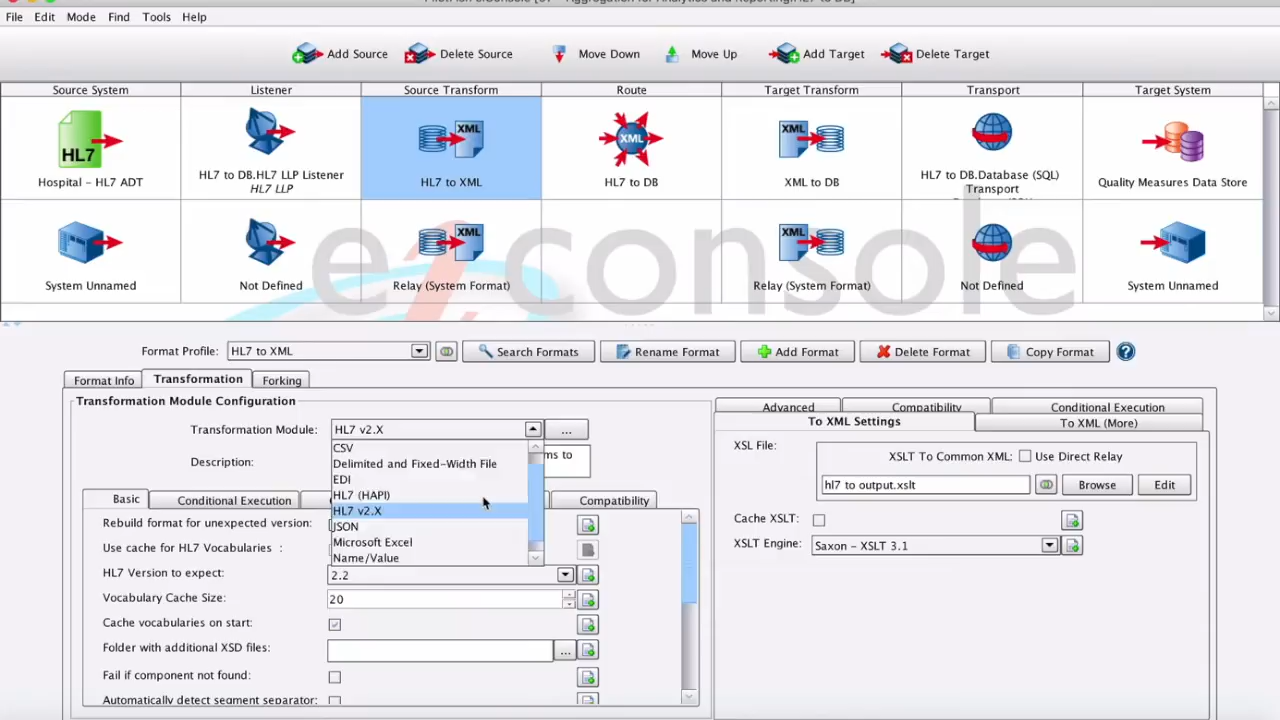 File Edit Mode Find Tools Help
Add Source Delete Source Move Down Move Up Add Target Delete Target
Source System Listener Source Transform Route Target Transform Transport Target System
HL7 XML XML XML
Hospital – HL7 ADT HL7 to DB.HL7 LLP Listener HL7 to XML HL7 to DB XML to DB HL7 to DB.Database (SQL) Quality Measures Data Store
HL7 LLP Transport
XML XML
eiconsole
System Unnamed Not Defined Relay (System Format) Relay (System Format) Not Defined System Unnamed
Format Profile: HL7 to XML Search Formats Rename Format Add Format Delete Format Copy Format ?
Format Info Transformation Forking
Transformation Module Configuration
Advanced Compatibility Conditional Execution
To XML Settings To XML (More)
Transformation Module: HL7 v2.X ...
CSV
Description: ms to
Delimited and Fixed-Width File
EDI
HL7 (HAPI)
HL7 v2.X
JSON
Microsoft Excel
Name/Value
Basic Conditional Execution Compatibility
Rebuild format for unexpected version:
Use cache for HL7 Vocabularies :
HL7 Version to expect: 2.2
Vocabulary Cache Size: 20
Cache vocabularies on start:
Folder with additional XSD files: ...
Fail if component not found:
Automatically detect segment separator:
XSL File: XSLT To Common XML: Use Direct Relay
hl7 to output.xslt Browse Edit
Cache XSLT:
XSLT Engine: Saxon – XSLT 3.1